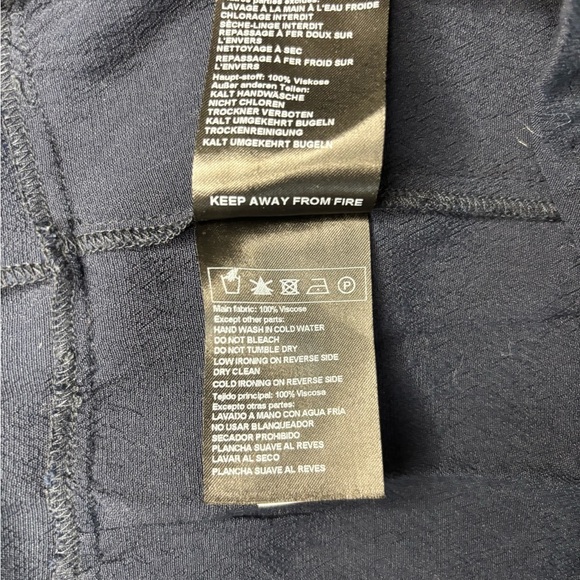 LAVAGE À LA MAIN À L'EAU FROIDE
CHLORAGE INTERDIT
SÈCHE-LINGE INTERDIT
REPASSAGE À FER DOUX SUR
L'ENVERS
NETTOYAGE À SEC
REPASSAGE À FER FROID SUR
L'ENVERS
Haupt-stoff: 100% Viskose
Außer anderen Teilen:
KALT HANDWÄSCHE
NICHT CHLOREN
TROCKNER VERBOTEN
KALT UMGEKEHRT BUGELN
TROCKENREINIGUNG
KALT UMGEKEHRT BUGELN
KEEP AWAY FROM FIRE
P
Main fabric: 100% Viscose
Except other parts:
HAND WASH IN COLD WATER
DO NOT BLEACH
DO NOT TUMBLE DRY
LOW IRONING ON REVERSE SIDE
DRY CLEAN
COLD IRONING ON REVERSE SIDE
Tejido principal: 100% Viscose
Excepto otras partes:
LAVADO A MANO CON AGUA FRÍA
NO USAR BLANQUEADOR
SECADOR PROHIBIDO
PLANCHA SUAVE AL REVES
LAVAR AL SECO
PLANCHA SUAVE AL REVES